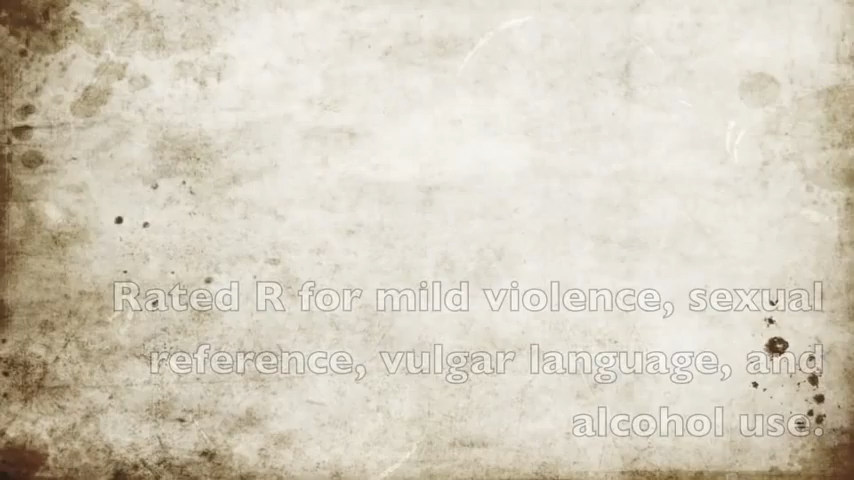 Rated R for mild violence, sexual
reference, vulgar language, and
alcohol use.